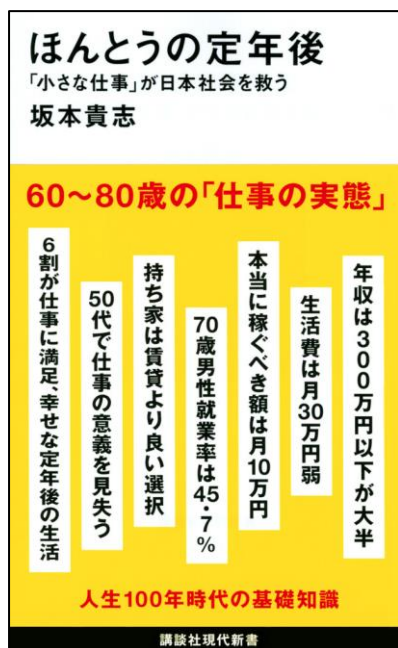 ほんとうの定年後
「小さな仕事」が日本社会を救う
坂本貴志
60～80歳の「仕事の実態」
年収は300万円以下が大半
生活費は月30万円弱
本当に稼ぐべき額は月10万円
70歳男性就業率は45・7%
持ち家は賃貸より良い選択
50代で仕事の意義を見失う
6割が仕事に満足、幸せな定年後の生活
人生100年時代の基礎知識
講談社現代新書